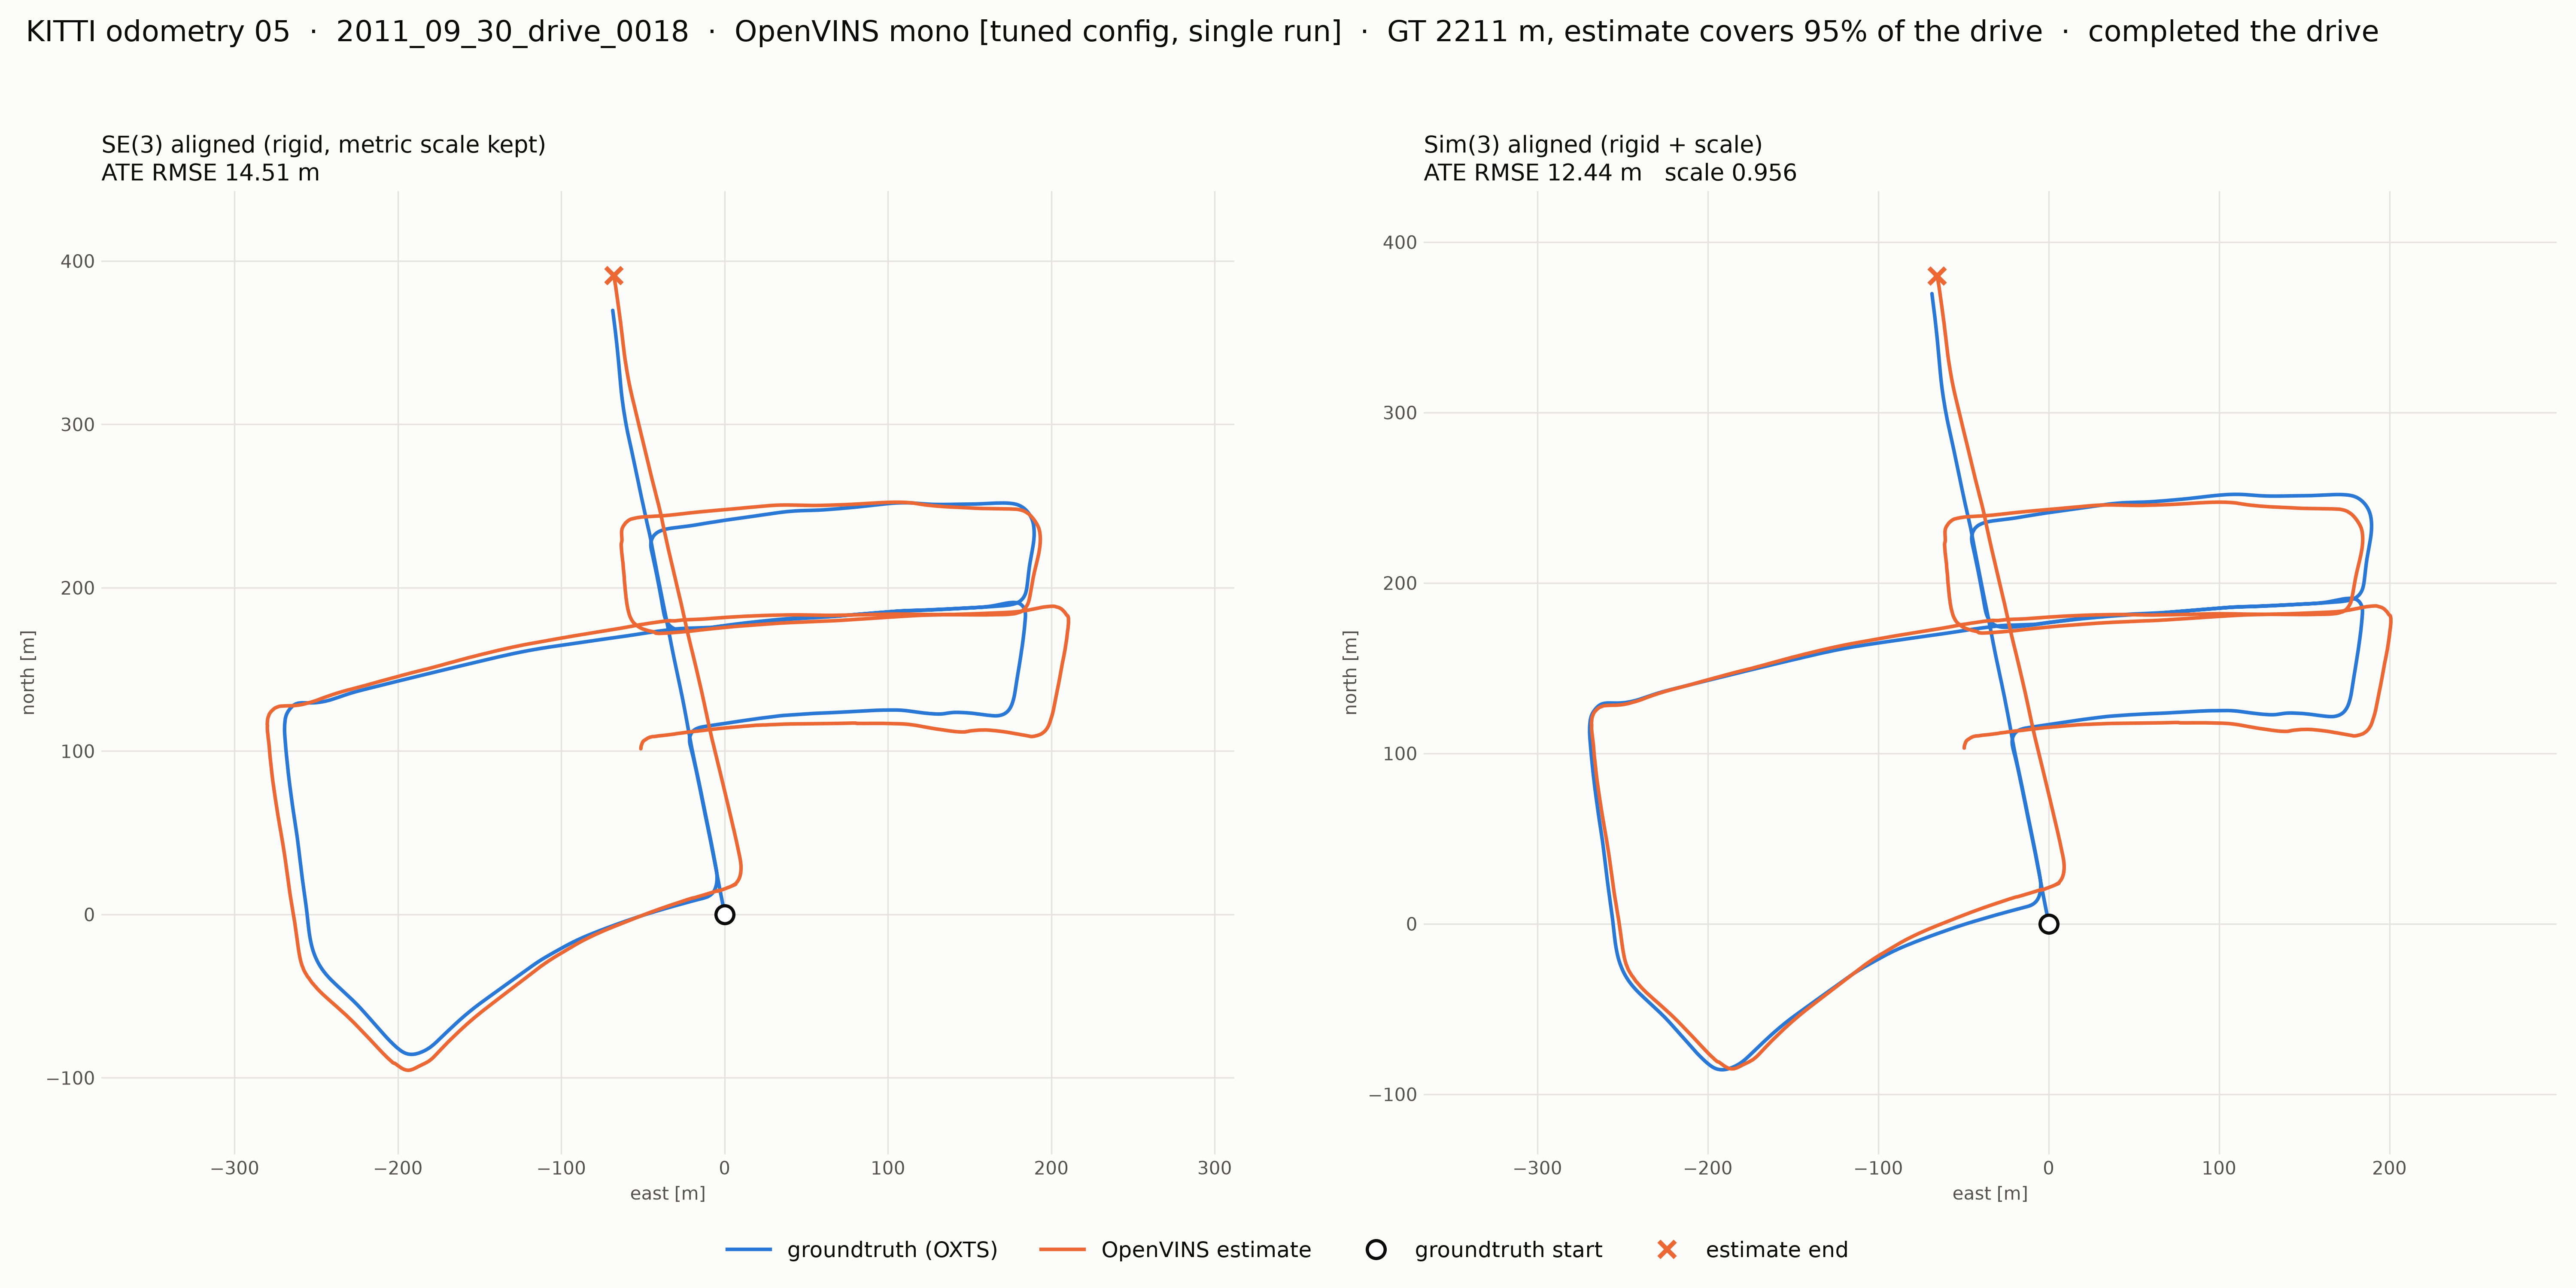 KITTI odometry 05 · 2011_09_30_drive_0018 · OpenVINS mono [tuned config, single run] · GT 2211 m, estimate covers 95% of the drive · completed the drive
SE(3) aligned (rigid, metric scale kept)
ATE RMSE 14.51 m
400
300
200
100
0
−100
north [m]
−300 −200 −100 0 100 200 300
east [m]
Sim(3) aligned (rigid + scale)
ATE RMSE 12.44 m scale 0.956
400
300
200
100
0
−100
north [m]
−300 −200 −100 0 100 200
east [m]
groundtruth (OXTS) OpenVINS estimate groundtruth start estimate end